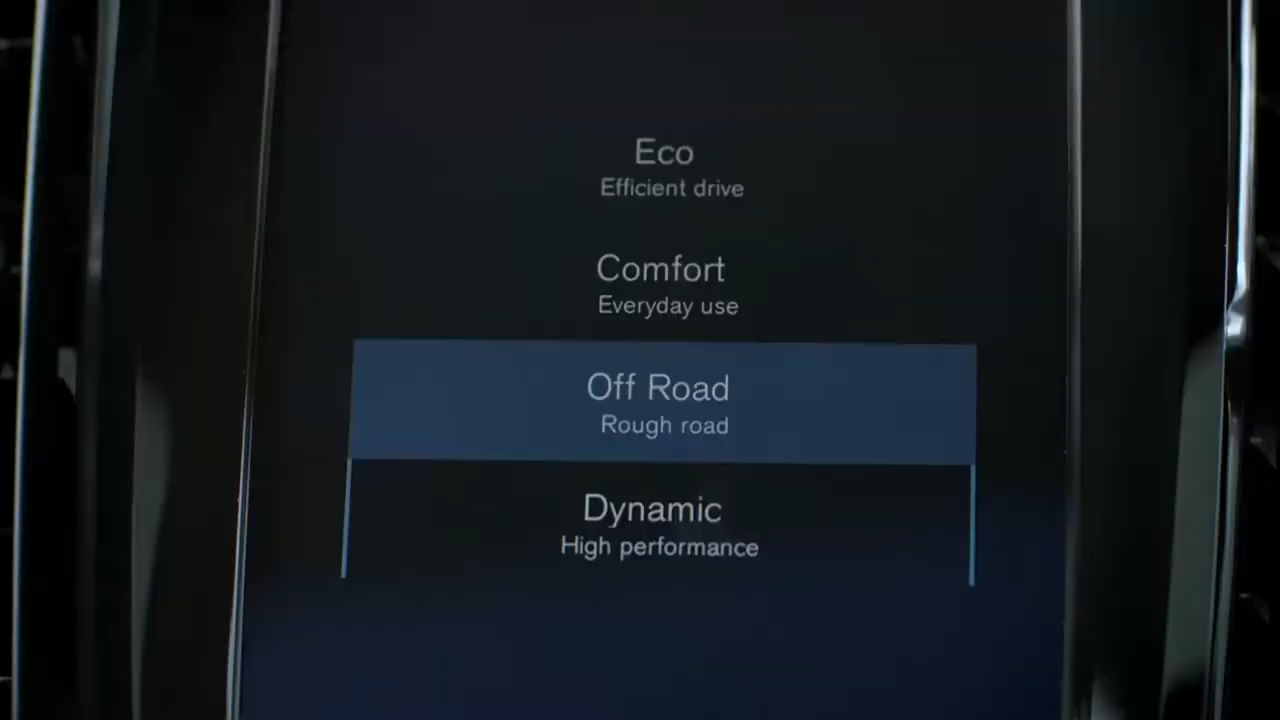 Eco
Efficient drive
Comfort
Everyday use
Off Road
Rough road
Dynamic
High performance